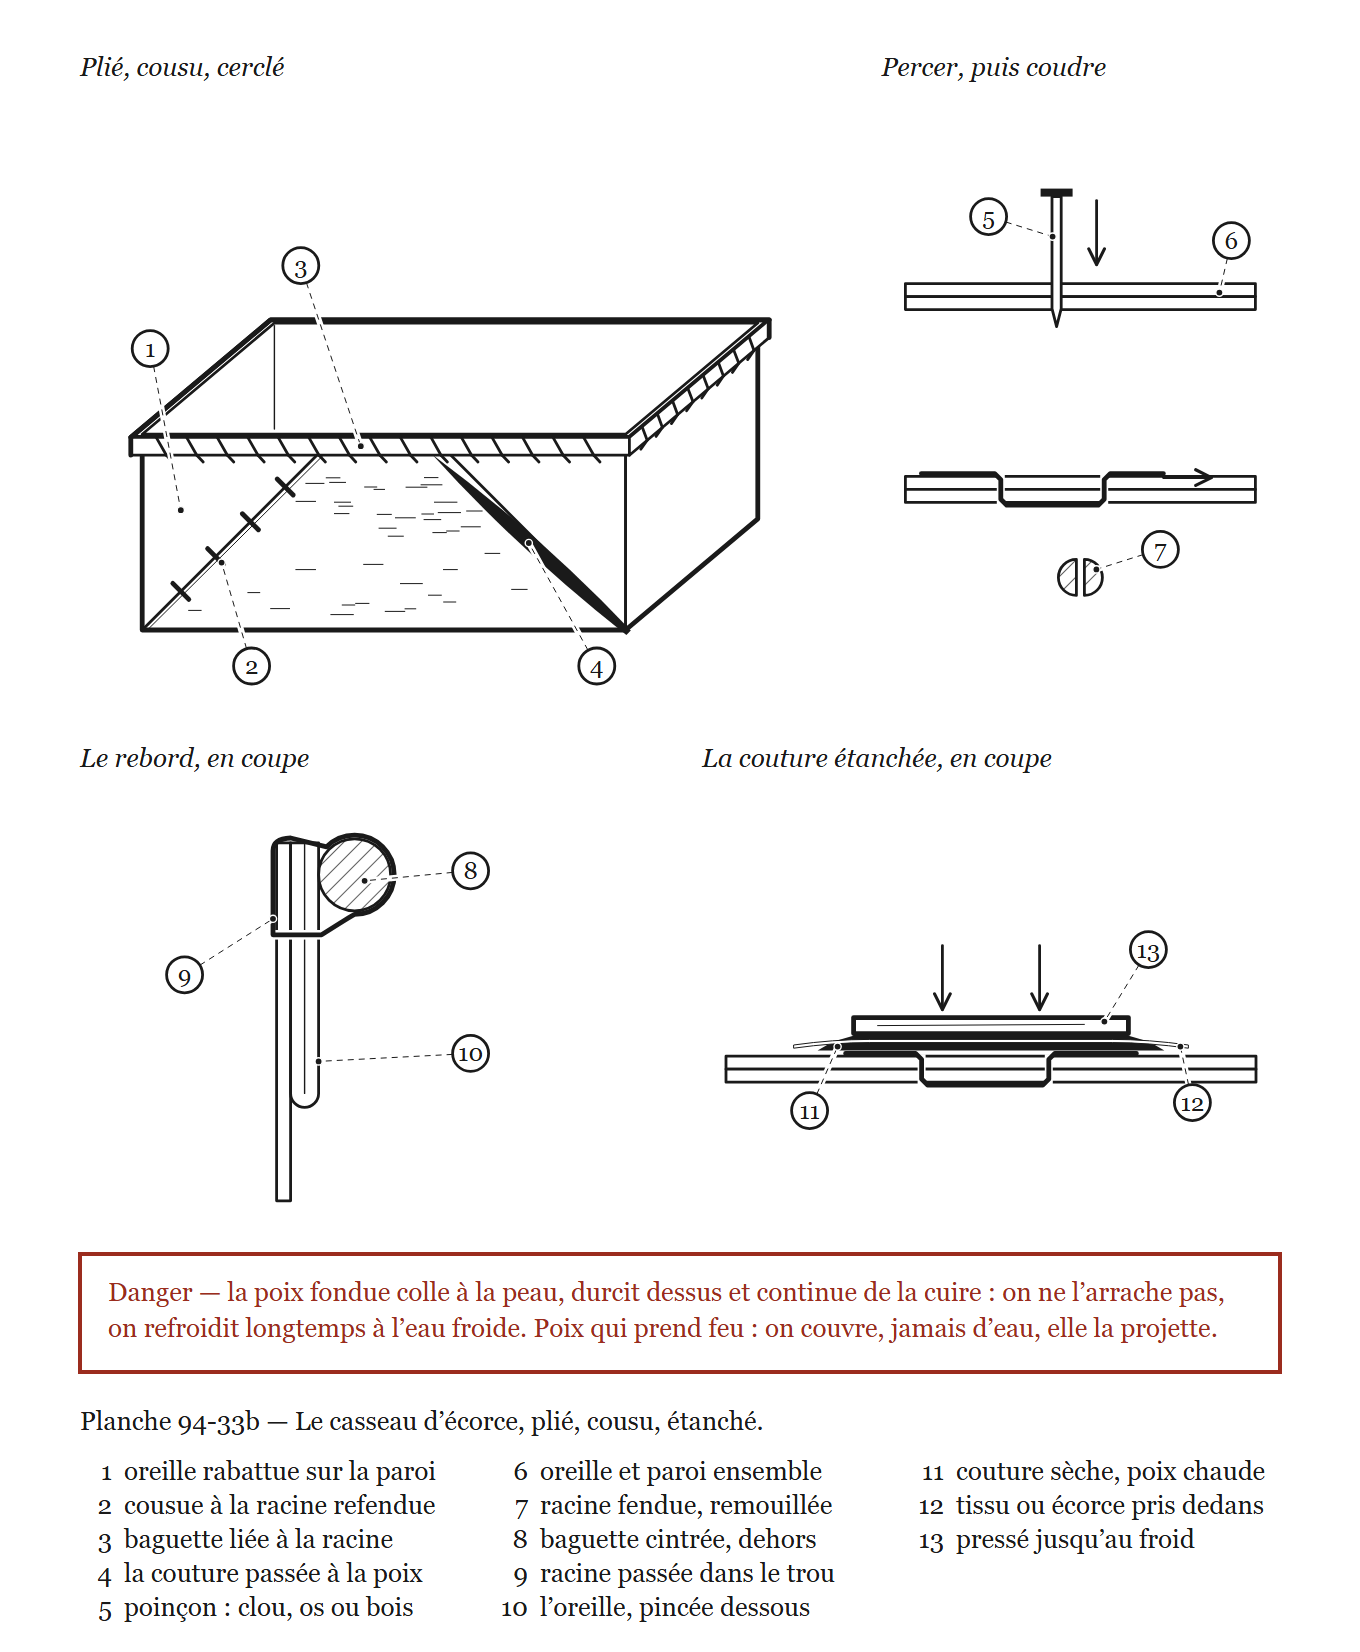 Plié, cousu, cerclé
Percer, puis coudre
5
6
3
1
7
2
4
Le rebord, en coupe
La couture étanchée, en coupe
8
13
9
10
11
12
Danger — la poix fondue colle à la peau, durcit dessus et continue de la cuire : on ne l’arrache pas,
on refroidit longtemps à l’eau froide. Poix qui prend feu : on couvre, jamais d’eau, elle la projette.
Planche 94-33b — Le casseau d’écorce, plié, cousu, étanché.
1 oreille rabattue sur la paroi
2 cousue à la racine refendue
3 baguette liée à la racine
4 la couture passée à la poix
5 poinçon : clou, os ou bois
6 oreille et paroi ensemble
7 racine fendue, remouillée
8 baguette cintrée, dehors
9 racine passée dans le trou
10 l’oreille, pincée dessous
11 couture sèche, poix chaude
12 tissu ou écorce pris dedans
13 pressé jusqu’au froid